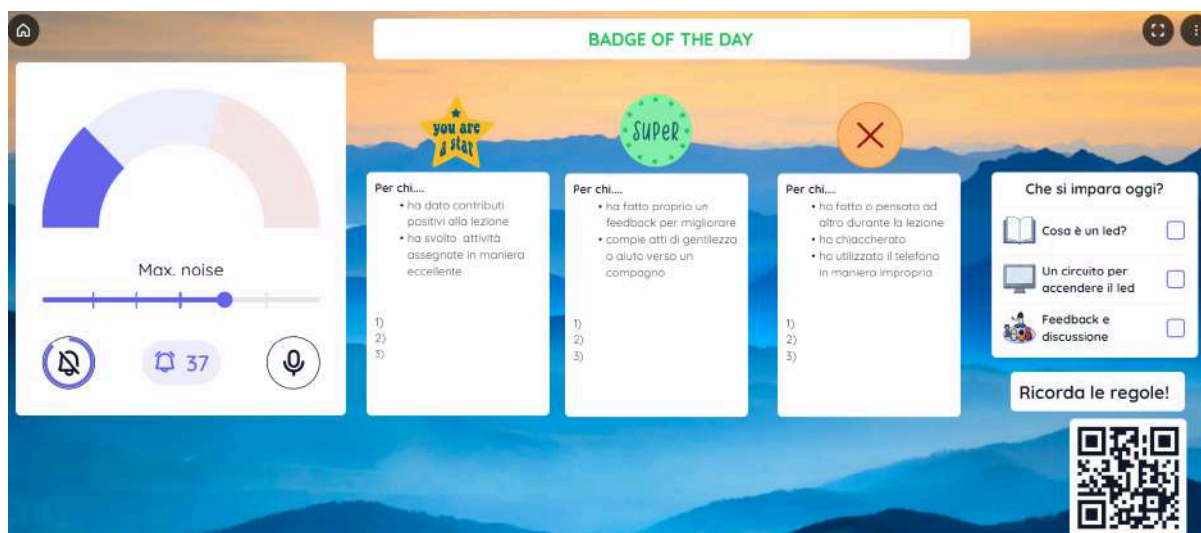 BADGE OF THE DAY
Max. noise
37
you are
a star
Per chi....
• ha dato contributi
positivi alla lezione
• ha svolto attività
assegnate in maniera
eccellente
1)
2)
3)
SUPER
Per chi....
• ha fatto proprio un
feedback per migliorare
• compie atti di gentilezza
o aiuto verso un
compagno
1)
2)
3)
Per chi....
• ha fatto o pensato ad
altro durante la lezione
• ha chiaccherato
• ha utilizzato il telefono
in maniera impropria
1)
2)
3)
Che si impara oggi?
Cosa è un led?
Un circuito per
accendere il led
Feedback e
discussione
Ricorda le regole!